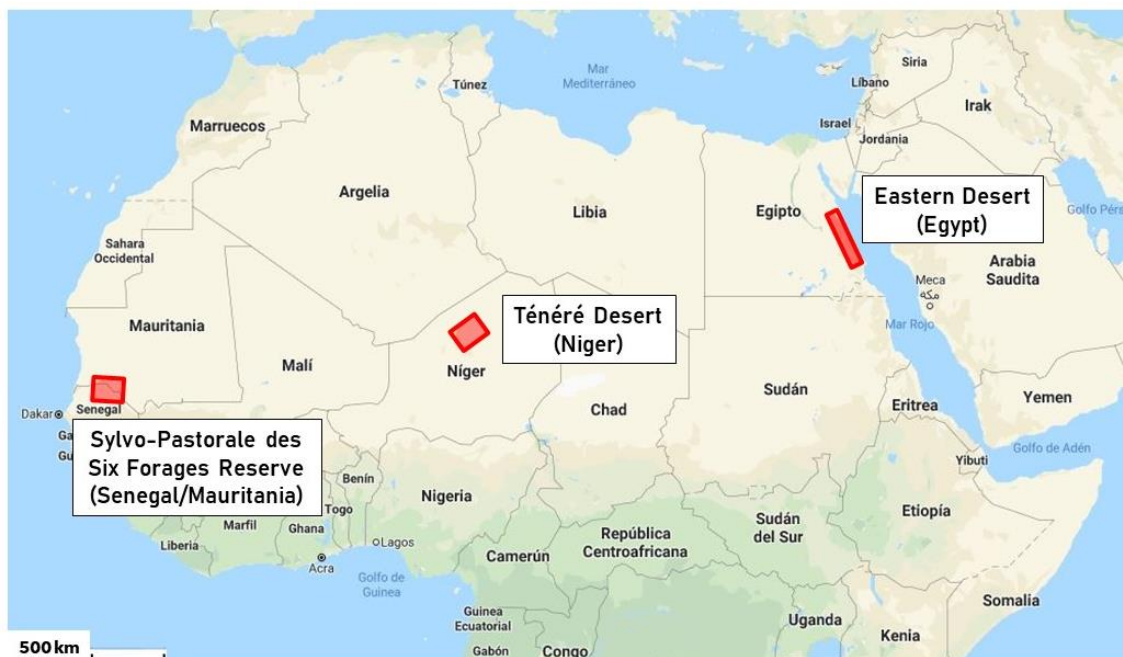 Siria
Mar
Mediterráneo
Líbano
Túnez
Irak
Marruecos
Israel
Jordania
Argelia
Libia
Egipto
Eastern Desert
(Egypt)
Golfo Pérs
Sahara
Occidental
Arabia
Saudita
Meca
مكة
Mauritania
Ténéré Desert
(Niger)
Mar Rojo
Malí
Níger
Sudán
Chad
Yemen
Eritrea
Dakar
Senegal
Ga
Gu
Sylvo-Pastorale des
Six Forages Reserve
(Senegal/Mauritania)
Golfo de Adén
Yibuti
Benín
Nigeria
Togo
Etiopía
Marfil
Ghana
Sudán
del Sur
República
Centroafricana
Liberia
Lagos
Camerún
Acra
Golfo de
Guinea
Somalia
Guinea
Ecuatorial
Uganda
Kenia
Gabón
Congo
500km